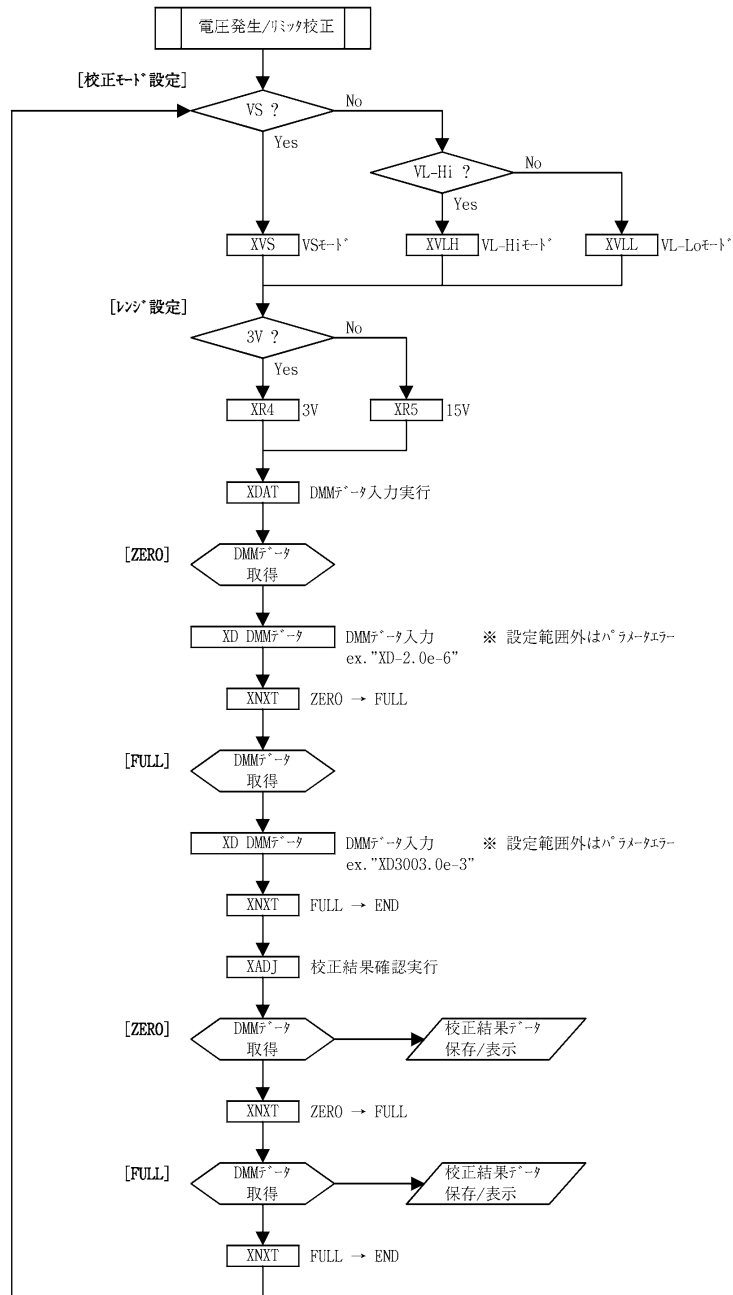 電圧発生/ﾘﾐｯﾀ校正
[校正ﾓｰﾄﾞ設定]
VS ?
No
Yes
VL-Hi ?
No
Yes
XVS
VSﾓｰﾄﾞ
XVLH
VL-Hiﾓｰﾄﾞ
XVLL
VL-Loﾓｰﾄﾞ
[ﾚﾝｼﾞ設定]
3V ?
No
Yes
XR4
3V
XR5
15V
XDAT
DMMﾃﾞｰﾀ入力実行
[ZERO]
DMMﾃﾞｰﾀ
取得
XD DMMﾃﾞｰﾀ
DMMﾃﾞｰﾀ入力
※ 設定範囲外はﾊﾟﾗﾒｰﾀｴﾗｰ
ex."XD-2.0e-6"
XNXT
ZERO → FULL
[FULL]
DMMﾃﾞｰﾀ
取得
XD DMMﾃﾞｰﾀ
DMMﾃﾞｰﾀ入力
※ 設定範囲外はﾊﾟﾗﾒｰﾀｴﾗｰ
ex."XD3003.0e-3"
XNXT
FULL → END
XADJ
校正結果確認実行
[ZERO]
DMMﾃﾞｰﾀ
取得
校正結果ﾃﾞｰﾀ
保存/表示
XNXT
ZERO → FULL
[FULL]
DMMﾃﾞｰﾀ
取得
校正結果ﾃﾞｰﾀ
保存/表示
XNXT
FULL → END